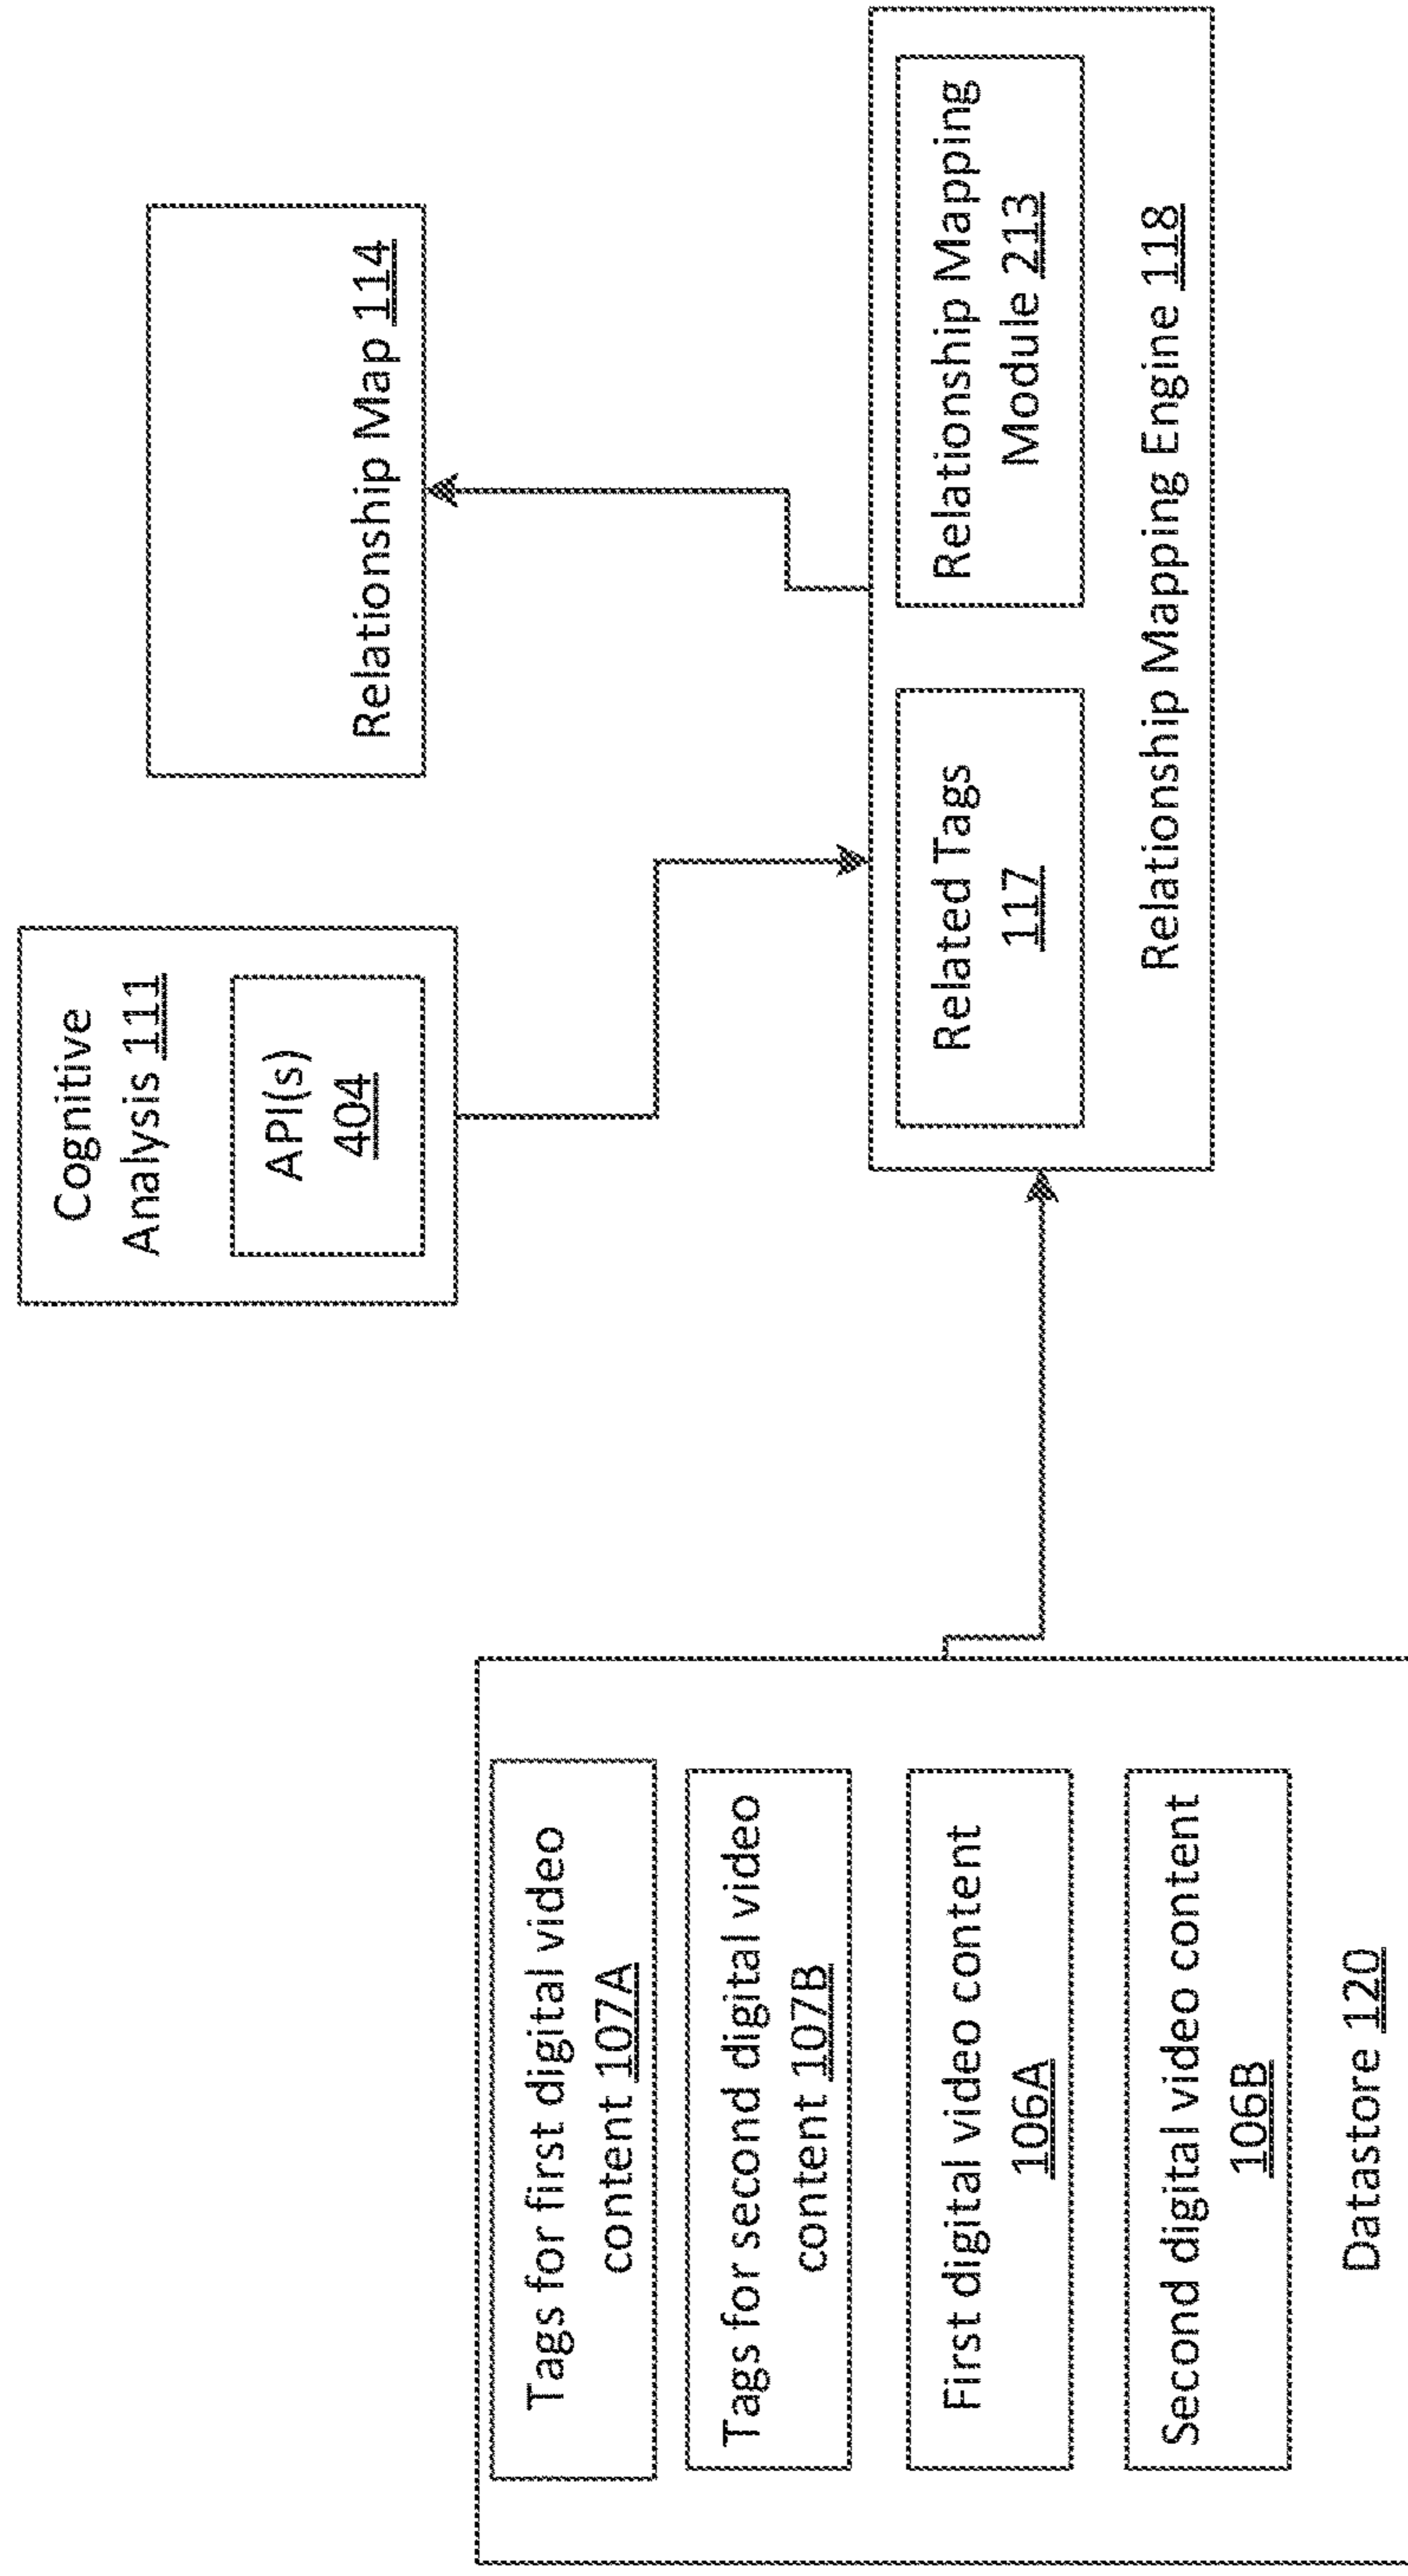 Cognitive
Analysis 111
API(s)
404
Relationship Map 114
Tags for first digital video
content 107A
Tags for second digital video
content 107B
First digital video content
106A
Second digital video content
106B
Datastore 120
Related Tags
117
Relationship Mapping
Module 213
Relationship Mapping Engine 118